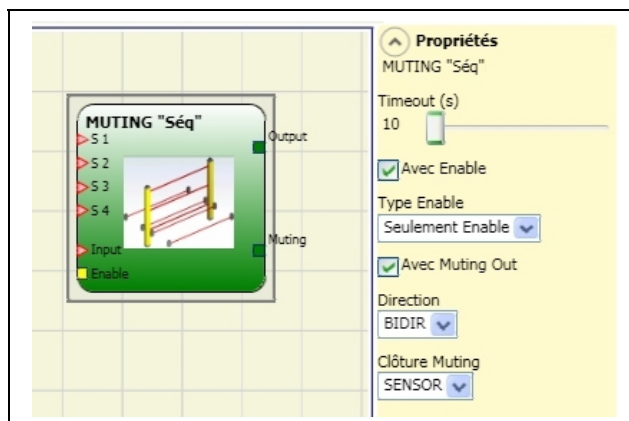 MUTING "Séq"
S 1
S 2
S 3
S 4
Input
Enable
Output
Muting
Propriétés
MUTING "Séq"
Timeout (s)
10
Avec Enable
Type Enable
Seulement Enable
Avec Muting Out
Direction
BIDIR
Clôture Muting
SENSOR